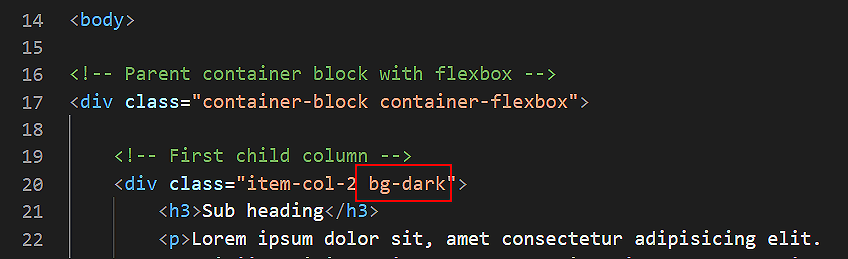 14 <body>
15
16 <!-- Parent container block with flexbox -->
17 <div class="container-block container-flexbox">
18
19 <!-- First child column -->
20 <div class="item-col-2 bg-dark">
21 <h3>Sub heading</h3>
22 <p>Lorem ipsum dolor sit, amet consectetur adipisicing elit.